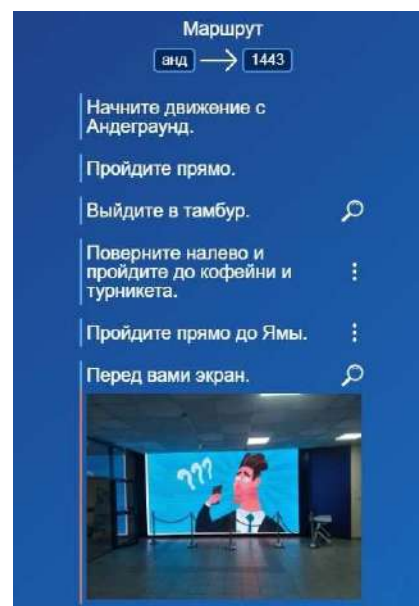 Маршрут
анд → 1443
Начните движение с
Андеграунд.
Пройдите прямо.
Выйдите в тамбур.
Поверните налево и
пройдите до кофейни и
турникета.
Пройдите прямо до Ямы.
Перед вами экран.
???